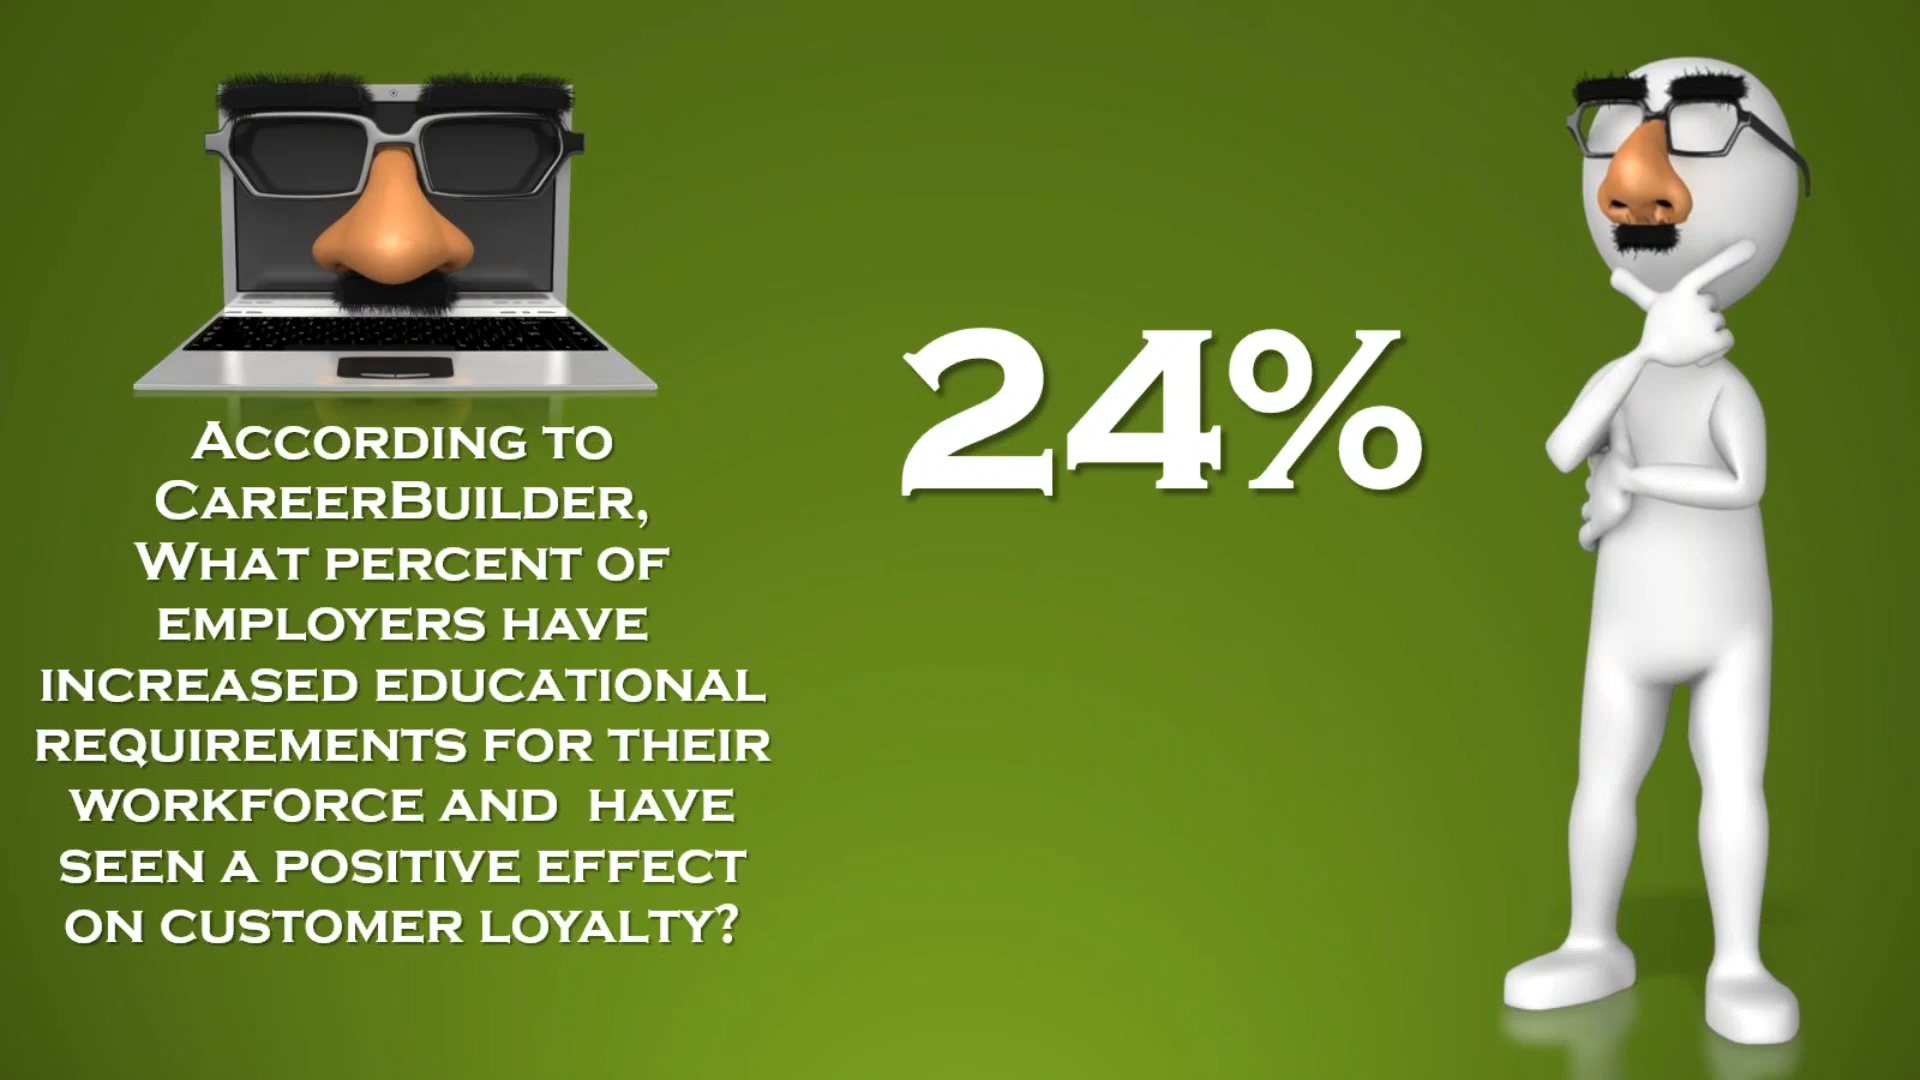 According to
CareerBuilder,
What percent of
employers have
increased educational
requirements for their
workforce and have
seen a positive effect
on customer loyalty?
24%